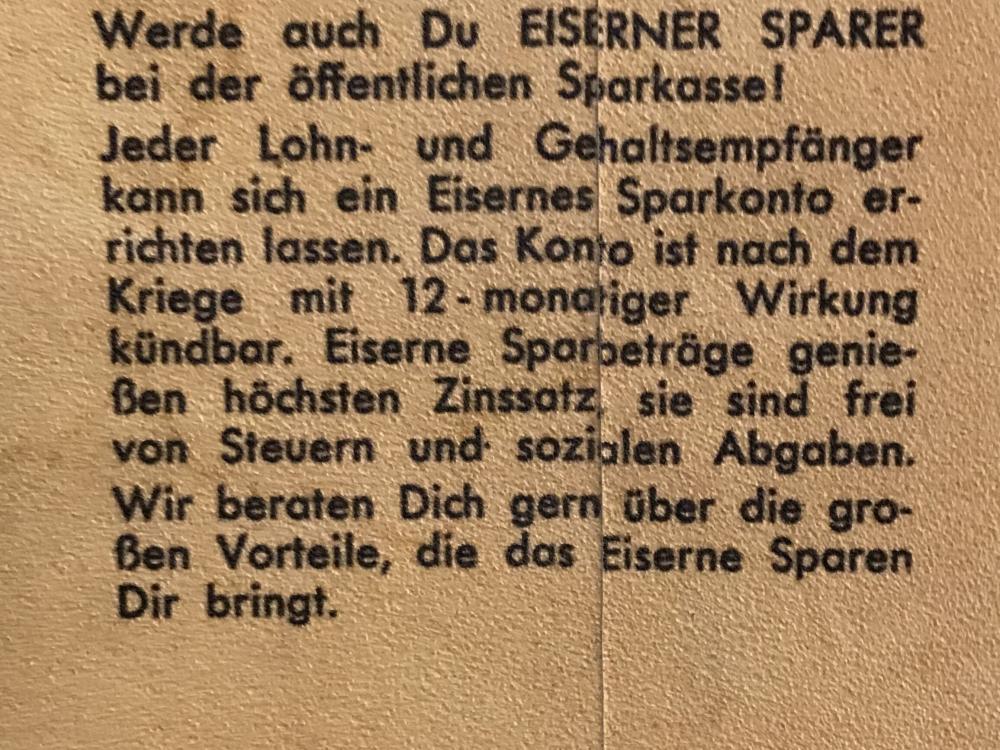 Werde auch Du EISERNER SPARER
bei der öffentlichen Sparkasse!
Jeder Lohn- und Gehaltsempfänger
kann sich ein Eisernes Sparkonto er-
richten lassen. Das Konto ist nach dem
Kriege mit 12-monatiger Wirkung
kündbar. Eiserne Sparbeträge genie-
ßen höchsten Zinssatz, sie sind frei
von Steuern und sozialen Abgaben.
Wir beraten Dich gern über die gro-
ßen Vorteile, die das Eiserne Sparen
Dir bringt.